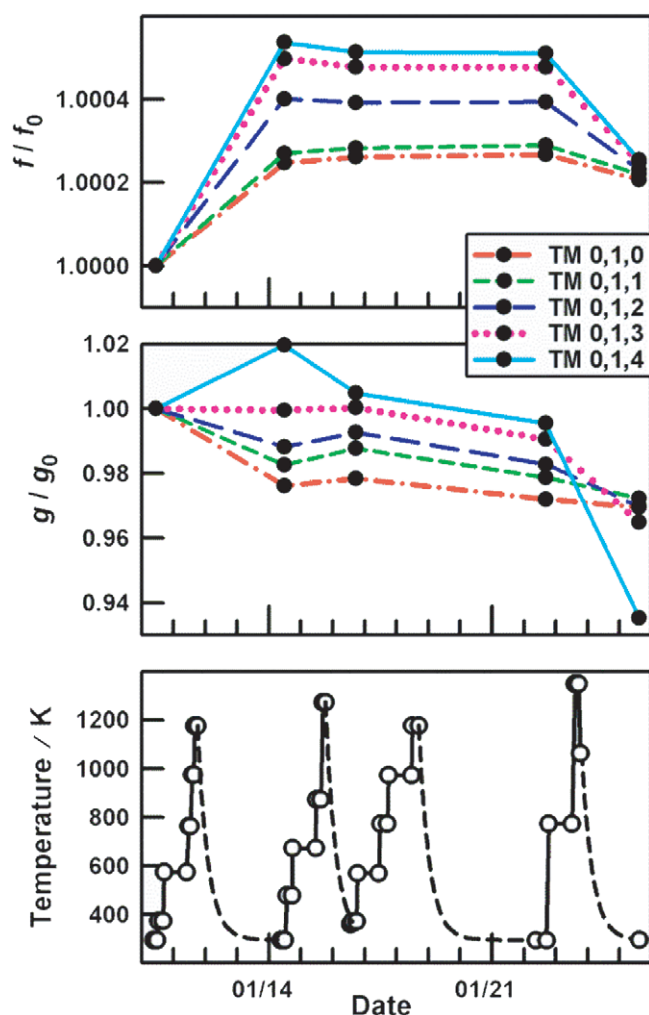 f / f0
1.0004
1.0002
1.0000
TM 0,1,0
TM 0,1,1
TM 0,1,2
TM 0,1,3
TM 0,1,4
g / g0
1.02
1.00
0.98
0.96
0.94
Temperature / K
1200
1000
800
600
400
01/14
01/21
Date